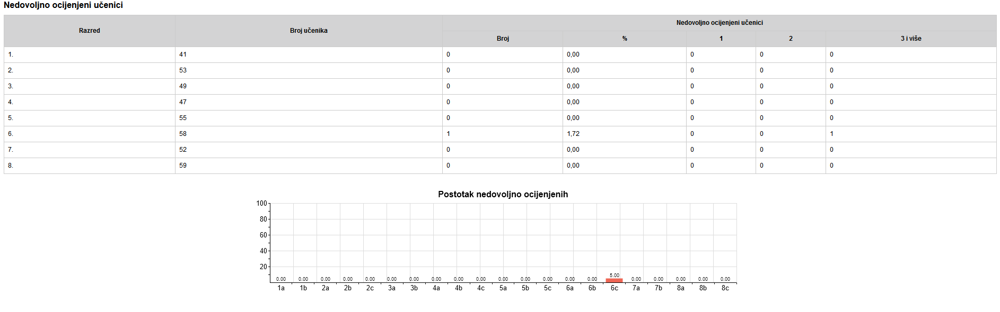 Nedovoljno ocijenjeni učenici
Razred Broj učenika Nedovoljno ocijenjeni učenici
Broj % 1 2 3 i više
1. 41 0 0,00 0 0 0
2. 53 0 0,00 0 0 0
3. 49 0 0,00 0 0 0
4. 47 0 0,00 0 0 0
5. 55 0 0,00 0 0 0
6. 58 1 1,72 0 0 1
7. 52 0 0,00 0 0 0
8. 59 0 0,00 0 0 0
Postotak nedovoljno ocijenjenih
100
80
60
40
20
0.00 0.00 0.00 0.00 0.00 0.00 0.00 0.00 0.00 0.00 0.00 0.00 0.00 0.00 0.00 5.00 0.00 0.00 0.00 0.00 0.00
1a 1b 2a 2b 2c 3a 3b 4a 4b 4c 5a 5b 5c 6a 6b 6c 7a 7b 8a 8b 8c